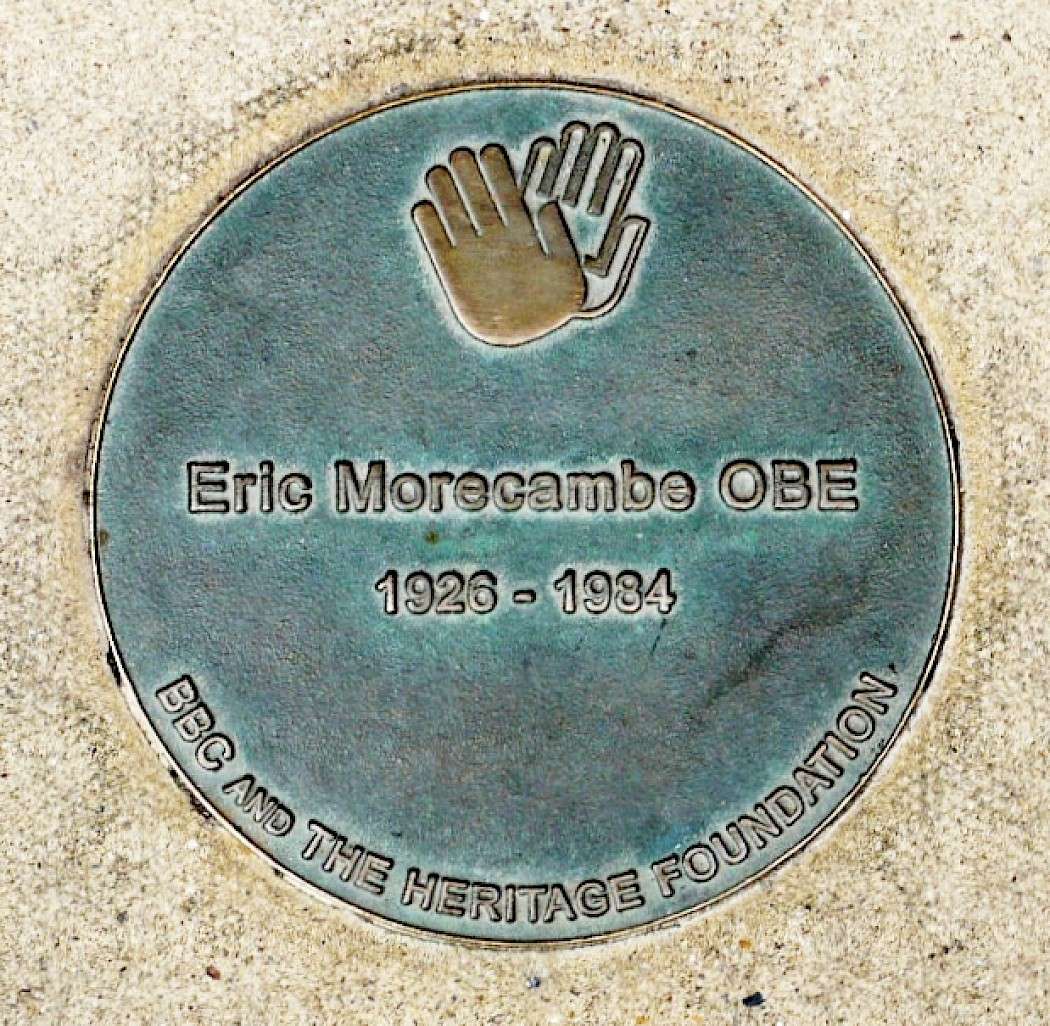 Eric Morecambe OBE
1926 - 1984
BBC AND THE HERITAGE FOUNDATION